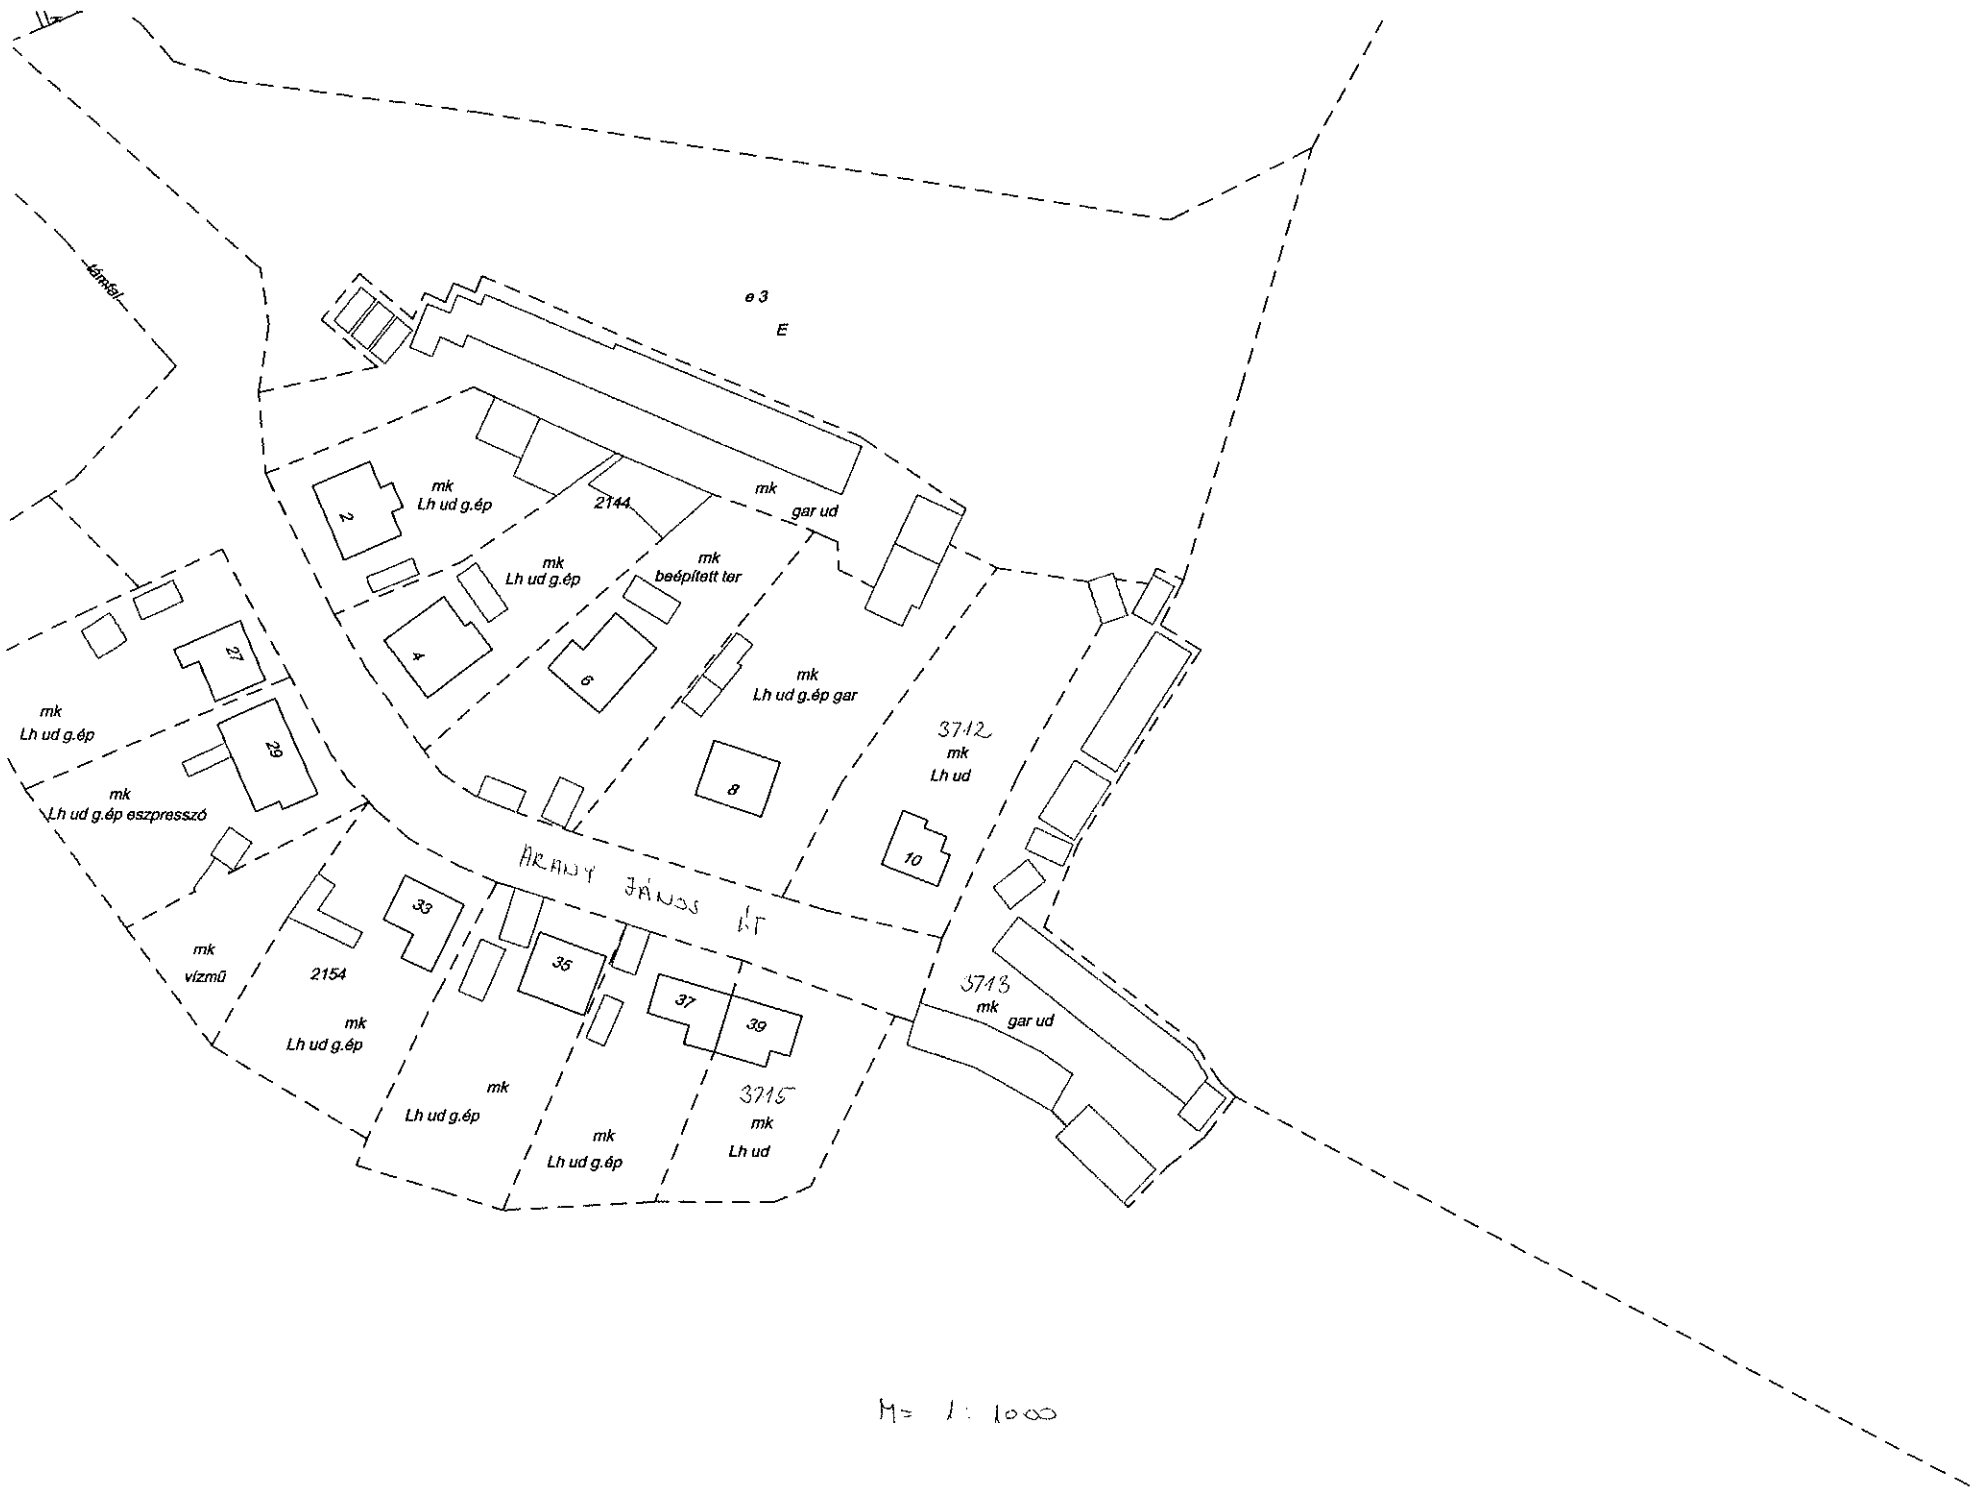 támfal
e 3
E
mk
Lh ud g.ép
2
2144
mk
gar ud
mk
Lh ud g.ép
mk
beépített ter
4
6
27
mk
Lh ud g.ép
mk
Lh ud g.ép gar
3712
mk
Lh ud
29
8
mk
Lh ud g.ép eszpresszó
10
ARANY JÁNOS ÚT
33
35
mk
vízmű
2154
37
39
3713
mk
gar ud
mk
Lh ud g.ép
mk
Lh ud g.ép
3715
mk
Lh ud
mk
Lh ud g.ép
M= 1: 1000